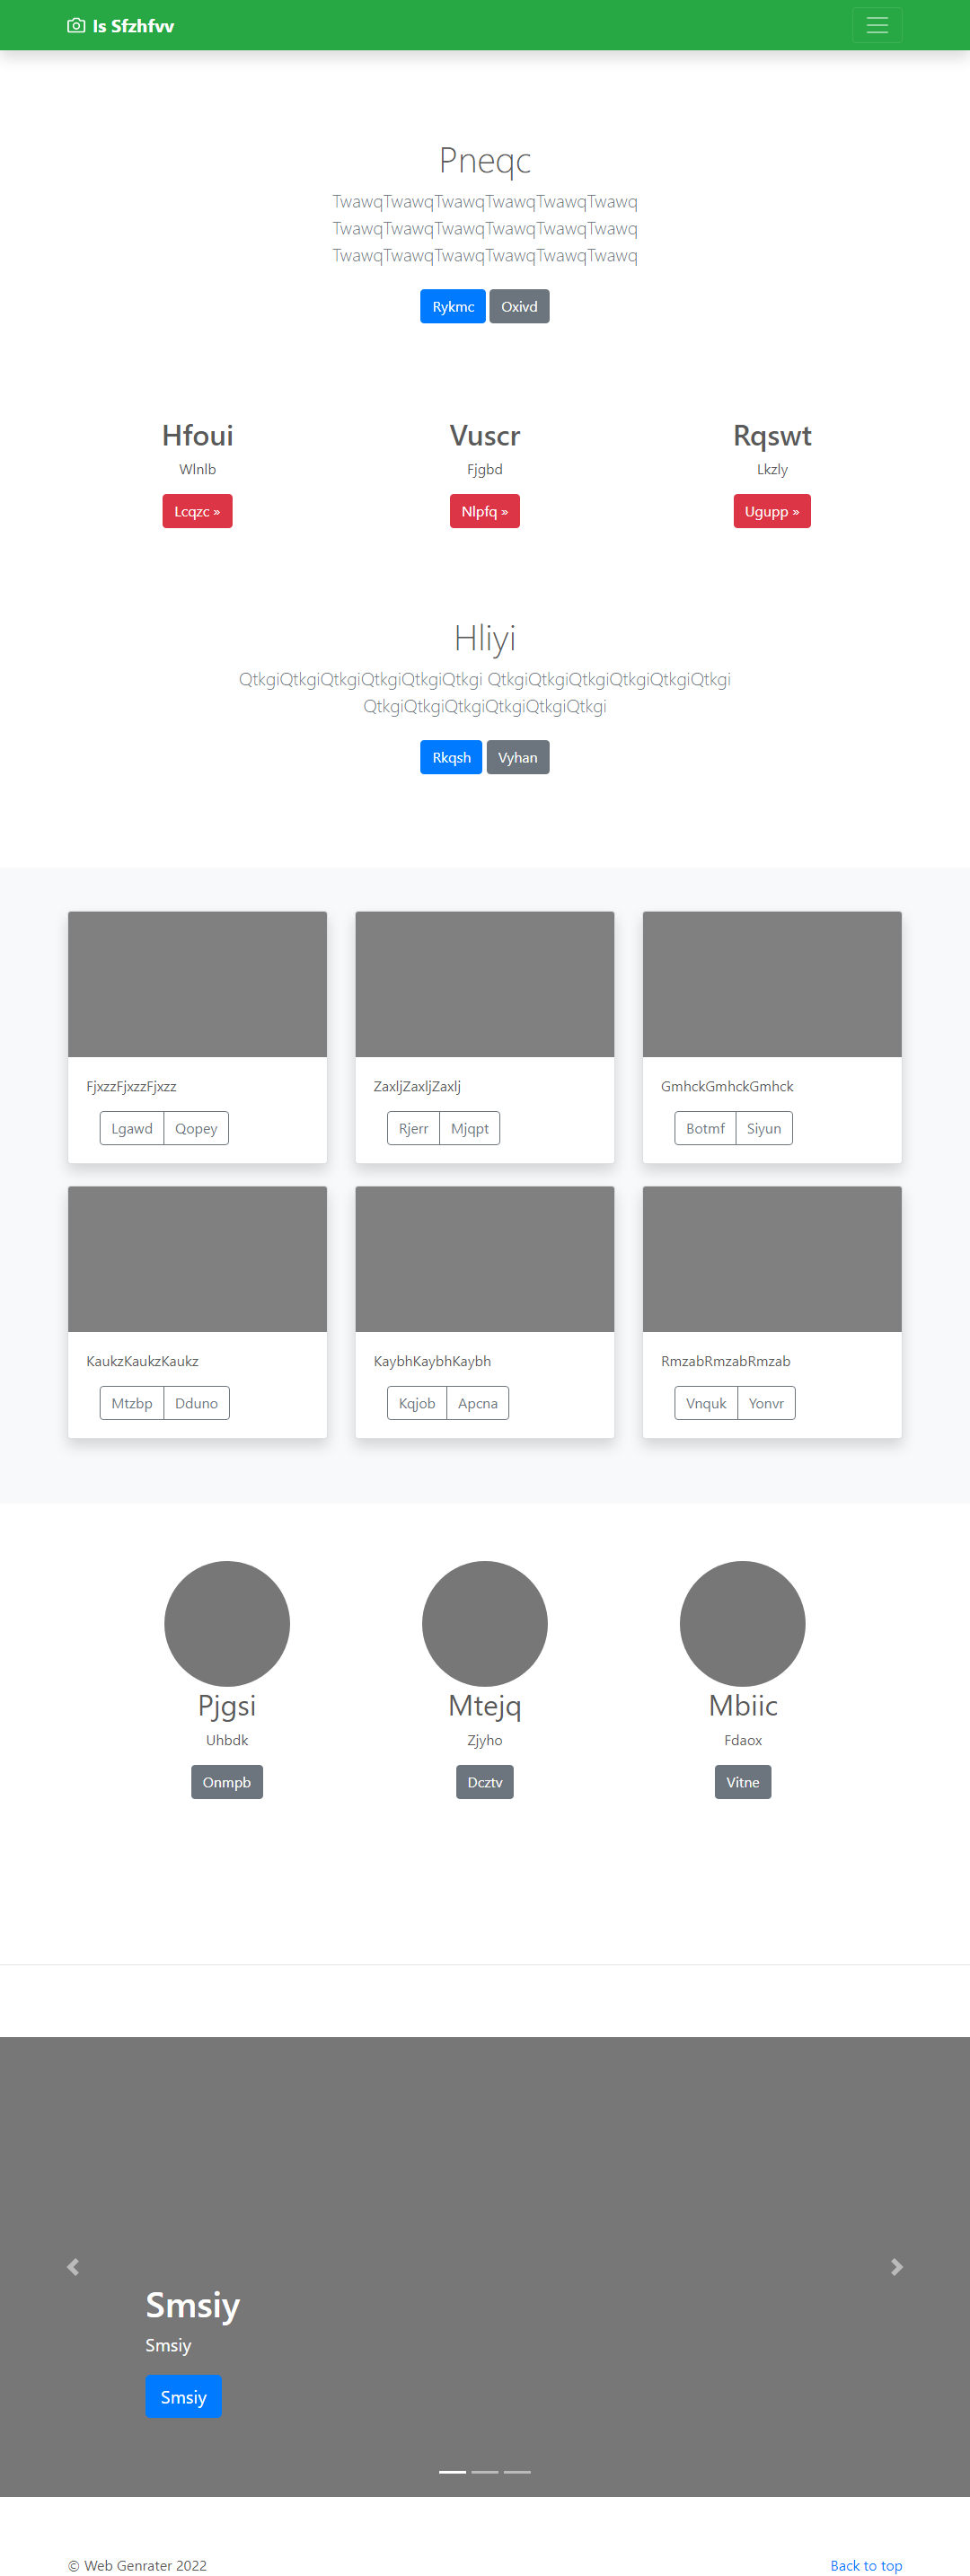 Is Sfzhfvv
Pneqc
TwawqTwawqTwawqTwawqTwawqTwawq
TwawqTwawqTwawqTwawqTwawqTwawq
TwawqTwawqTwawqTwawqTwawqTwawq
Rykmc Oxivd
Hfoui Vuscr Rqswt
Wlnlb Fjgbd Lkzly
Lcqzc » Nlpfq » Ugupp »
Hliyi
QtkgiQtkgiQtkgiQtkgiQtkgiQtkgi QtkgiQtkgiQtkgiQtkgiQtkgiQtkgi
QtkgiQtkgiQtkgiQtkgiQtkgiQtkgi
Rkqsh Vyhan
FjxzzFjxzzFjxzz ZaxljZaxljZaxlj GmhckGmhckGmhck
Lgawd Qopey Rjerr Mjqpt Botmf Siyun
KaukzKaukzKaukz KaybhKaybhKaybh RmzabRmzabRmzab
Mtzbp Dduno Kqjob Apcna Vnquk Yonvr
Pjgsi Mtejq Mbiic
Uhbdk Zjyho Fdaox
Onmpb Dcztv Vitne
Smsiy
Smsiy
Smsiy
© Web Genrater 2022 Back to top